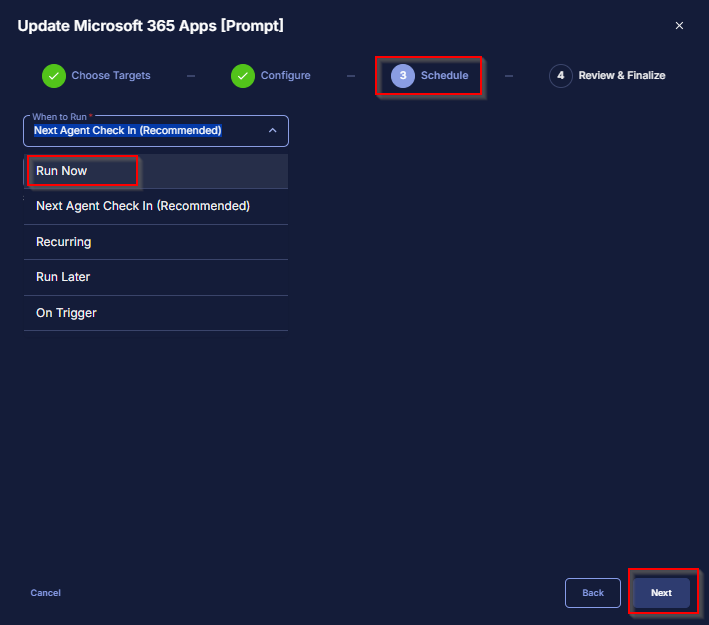 Update Microsoft 365 Apps [Prompt]
Choose Targets
Configure
3 Schedule
4 Review & Finalize
When to Run *
Next Agent Check In (Recommended)
Run Now
Next Agent Check In (Recommended)
Recurring
Run Later
On Trigger
Cancel
Back
Next